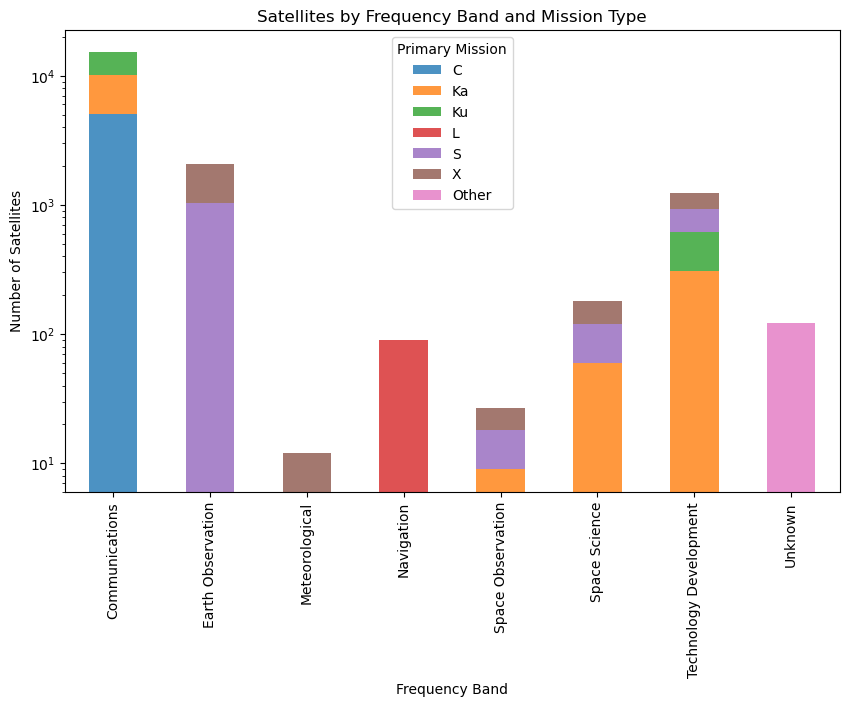 Satellites by Frequency Band and Mission Type
Number of Satellites
10^4
10^3
10^2
10^1
Primary Mission
C
Ka
Ku
L
S
X
Other
Communications
Earth Observation
Meteorological
Navigation
Space Observation
Space Science
Technology Development
Unknown
Frequency Band